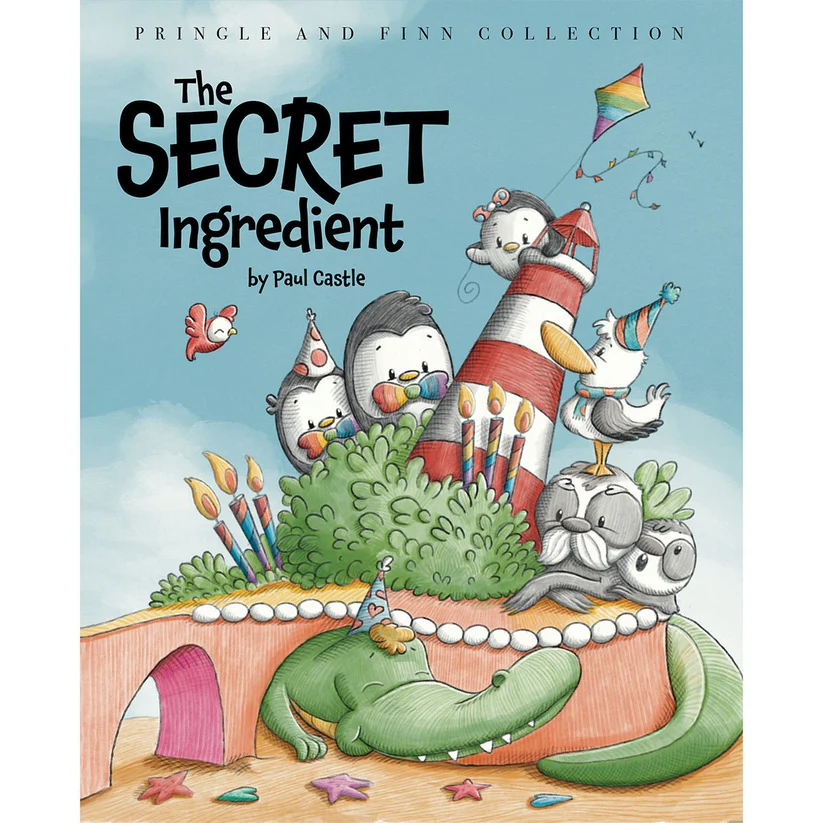 PRINGLE AND FINN COLLECTION
The
SECRET
Ingredient
by Paul Castle